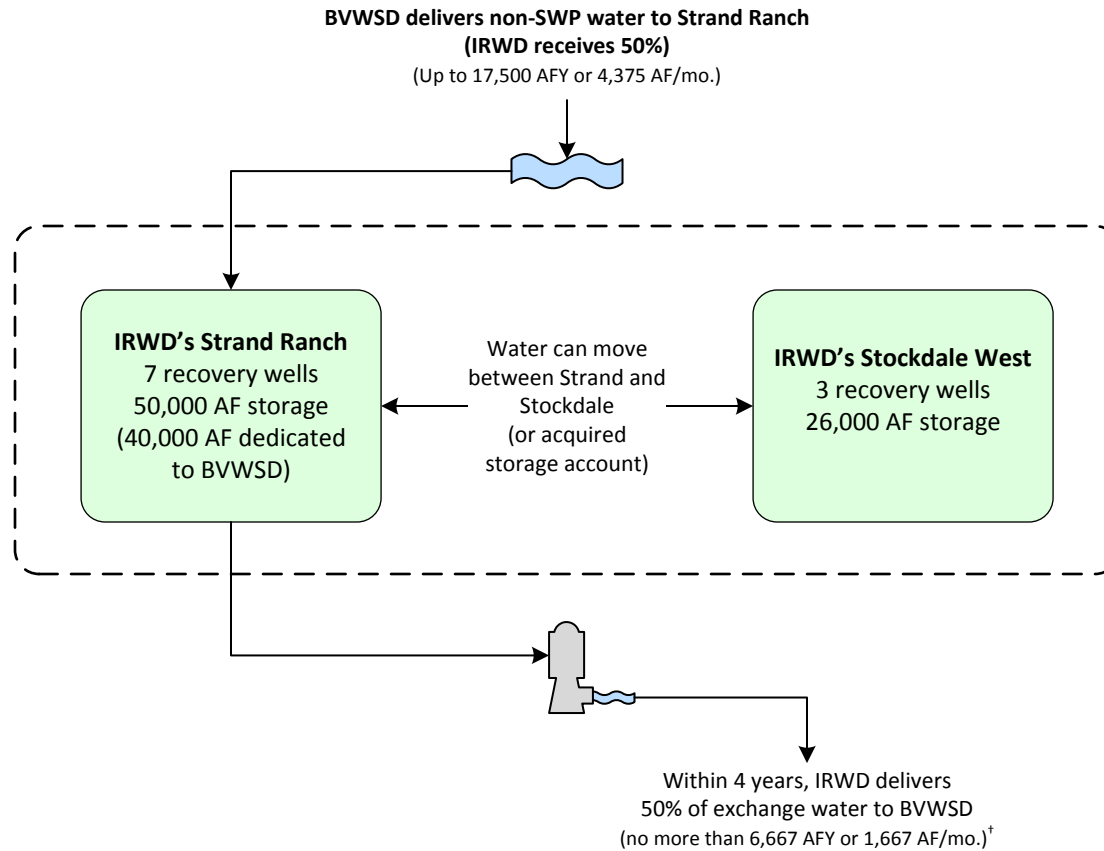 BVWSD delivers non-SWP water to Strand Ranch
(IRWD receives 50%)
(Up to 17,500 AFY or 4,375 AF/mo.)
IRWD’s Strand Ranch
7 recovery wells
50,000 AF storage
(40,000 AF dedicated
to BVWSD)
Water can move
between Strand and
Stockdale
(or acquired
storage account)
IRWD’s Stockdale West
3 recovery wells
26,000 AF storage
Within 4 years, IRWD delivers
50% of exchange water to BVWSD
(no more than 6,667 AFY or 1,667 AF/mo.)†